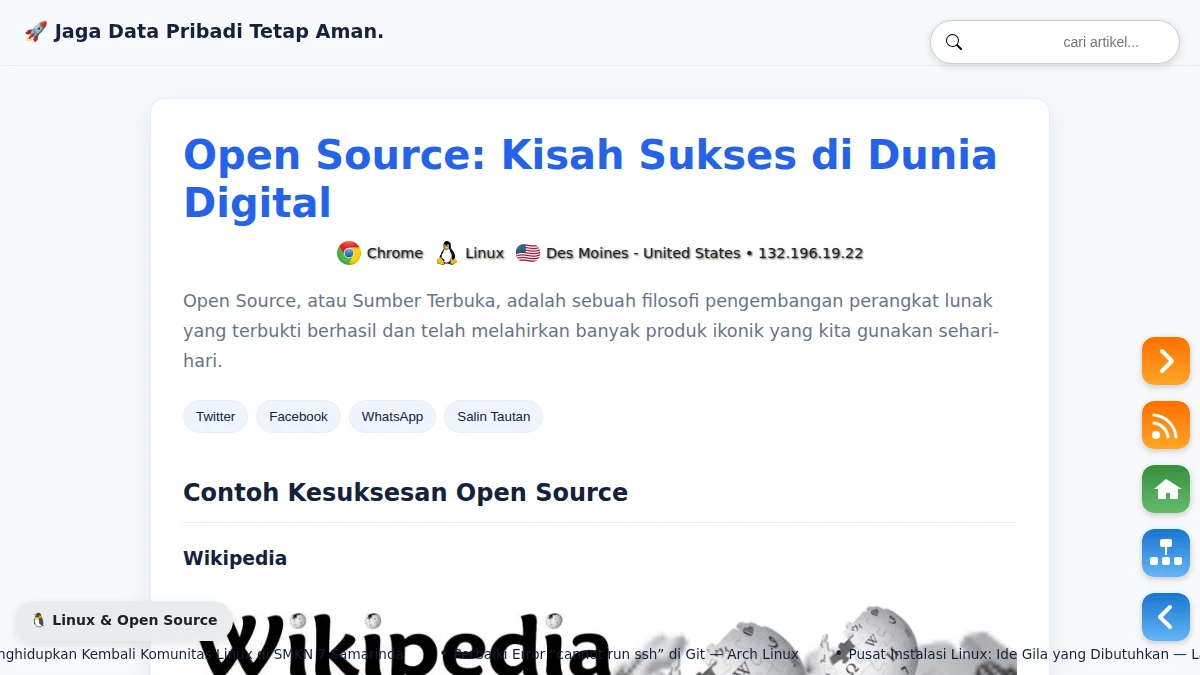 🚀 Jaga Data Pribadi Tetap Aman.
cari artikel...
Open Source: Kisah Sukses di Dunia
Digital
Chrome Linux Des Moines - United States • 132.196.19.22
Open Source, atau Sumber Terbuka, adalah sebuah filosofi pengembangan perangkat lunak
yang terbukti berhasil dan telah melahirkan banyak produk ikonik yang kita gunakan sehari-
hari.
Twitter Facebook WhatsApp Salin Tautan
Contoh Kesuksesan Open Source
Wikipedia
🐧 Linux & Open Source
Wikipedia
nghidupkan Kembali Komunitas Linux di SMKN 7 Samarinda • Perbaiki Error “cannot run ssh” di Git — Arch Linux • Pusat Instalasi Linux: Ide Gila yang Dibutuhkan —